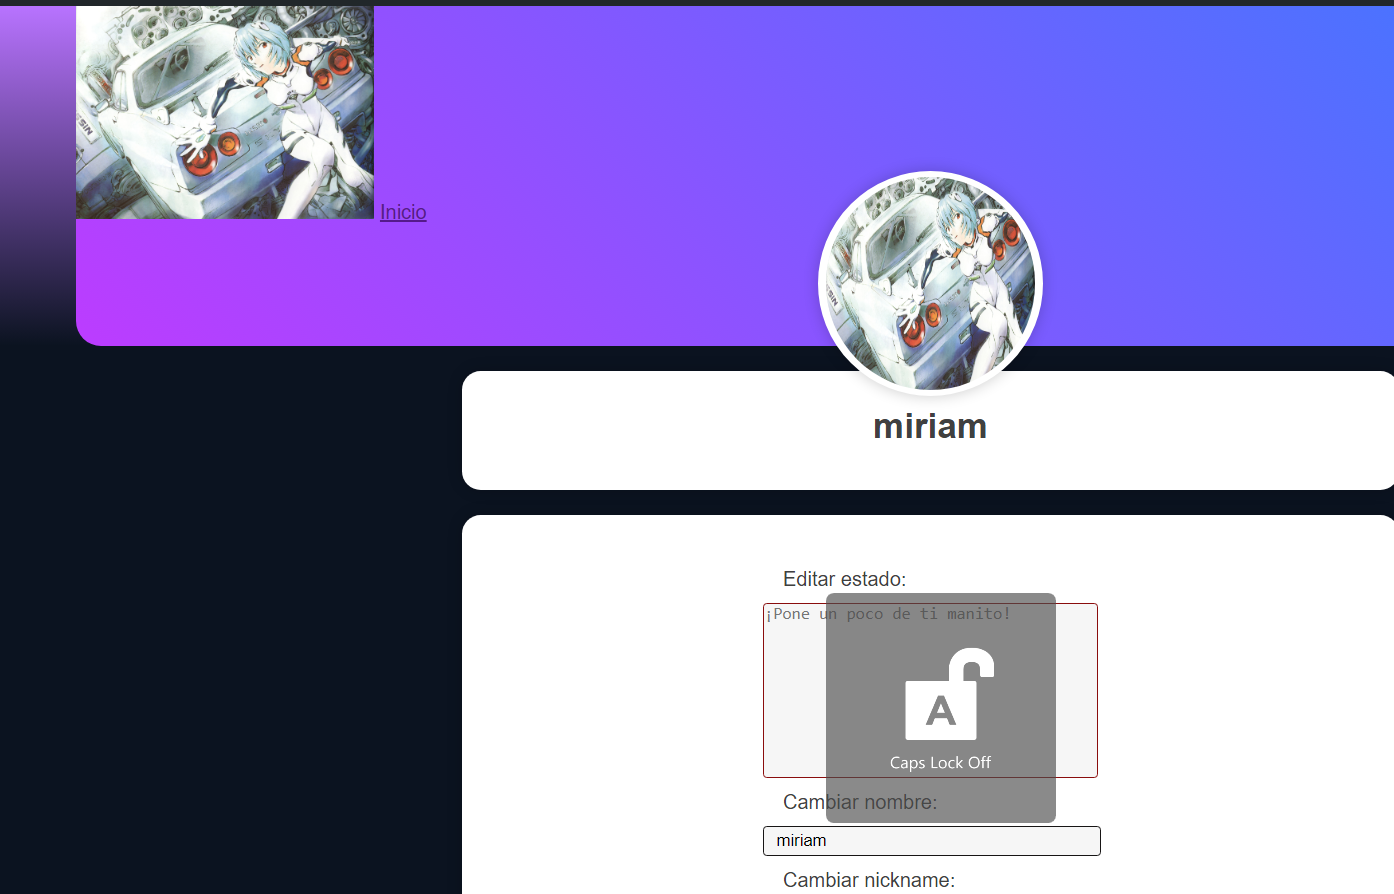 Inicio
miriam
Editar estado:
¡Pone un poco de ti manito!
A
Caps Lock Off
Cambiar nombre:
miriam
Cambiar nickname: